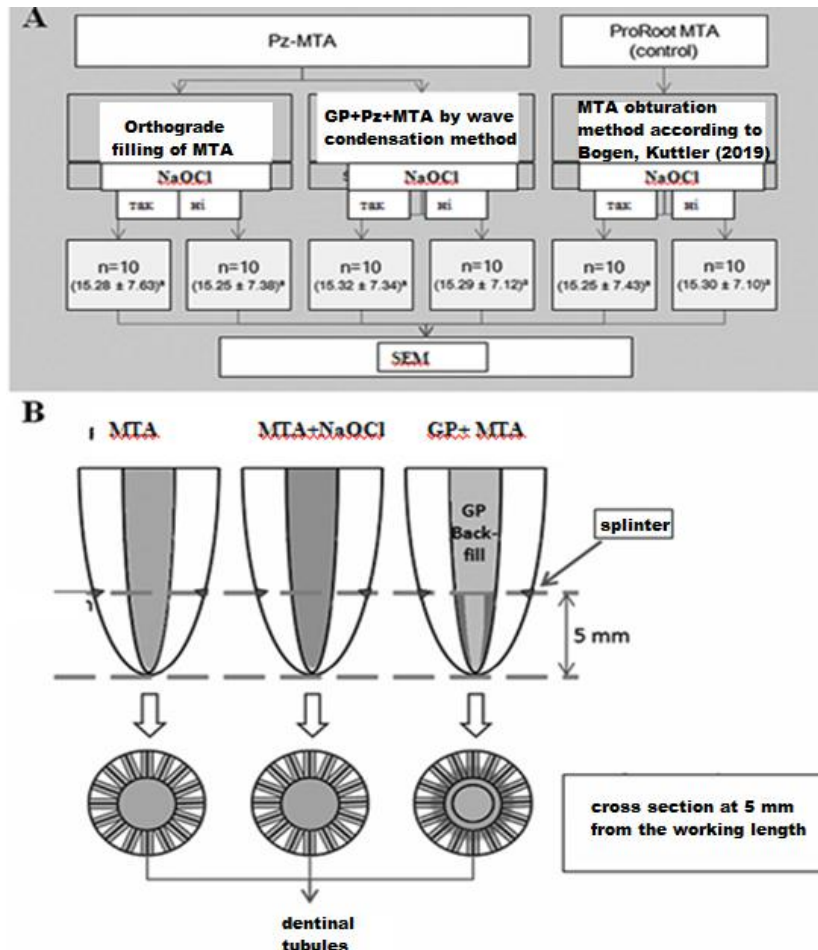 A
Pz-MTA
ProRoot MTA
(control)
Orthograde
filling of MTA
GP+Pz+MTA by wave
condensation method
MTA obturation
method according to
Bogen, Kuttler (2019)
NaOCl
NaOCl
NaOCl
так
ні
так
ні
так
ні
n=10
(15.28 ± 7.63)ᵃ
n=10
(15.25 ± 7.38)ᵃ
n=10
(15.32 ± 7.34)ᵃ
n=10
(15.29 ± 7.12)ᵃ
n=10
(15.25 ± 7.43)ᵃ
n=10
(15.30 ± 7.10)ᵃ
SEM
B
MTA
MTA+NaOCl
GP+ MTA
GP
Back-
fill
splinter
5 mm
cross section at 5 mm
from the working length
dentinal
tubules